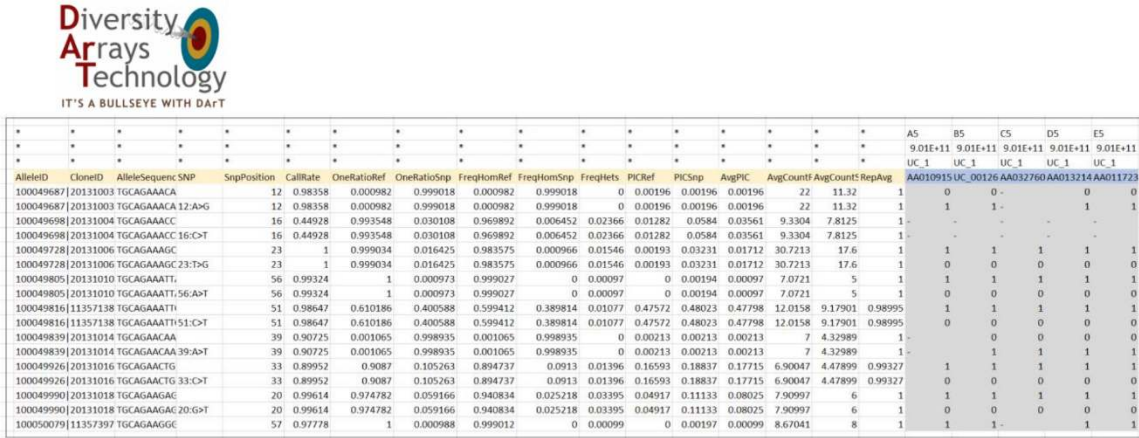 Diversity
Arrays
Technology
IT'S A BULLSEYE WITH DArT
* * * * * * * * * * * * * * * * * A5 B5 C5 D5 E5
* * * * * * * * * * * * * * * * * 9.01E+11 9.01E+11 9.01E+11 9.01E+11 9.01E+11
* * * * * * * * * * * * * * * * * UC_1 UC_1 UC_1 UC_1 UC_1
AlleleID CloneID AlleleSequenc SNP SnpPosition CallRate OneRatioRef OneRatioSnp FreqHomRef FreqHomSnp FreqHets PICRef PICSnp AvgPIC AvgCountF AvgCountS RepAvg AA010915 UC_00126 AA032760 AA013214 AA011723
100049687| 20131003 TGCAGAAACA 12 0.98358 0.000982 0.999018 0.000982 0.999018 0 0.00196 0.00196 0.00196 22 11.32 1 0 0 - 0 0
100049687| 20131003 TGCAGAAACA 12:A>G 12 0.98358 0.000982 0.999018 0.000982 0.999018 0 0.00196 0.00196 0.00196 22 11.32 1 1 1 - 1 1
100049698| 20131004 TGCAGAAACC 16 0.44928 0.993548 0.030108 0.969892 0.006452 0.02366 0.01282 0.0584 0.03561 9.3304 7.8125 1 - - - - -
100049698| 20131004 TGCAGAAACC 16:C>T 16 0.44928 0.993548 0.030108 0.969892 0.006452 0.02366 0.01282 0.0584 0.03561 9.3304 7.8125 1 - - - - -
100049728| 20131006 TGCAGAAAGC 23 1 0.999034 0.016425 0.983575 0.000966 0.01546 0.00193 0.03231 0.01712 30.7213 17.6 1 1 1 1 1 1
100049728| 20131006 TGCAGAAAGC 23:T>G 23 1 0.999034 0.016425 0.983575 0.000966 0.01546 0.00193 0.03231 0.01712 30.7213 17.6 1 0 0 0 0 0
100049805| 20131010 TGCAGAAATT 56 0.99324 1 0.000973 0.999027 0 0.00097 0 0.00194 0.00097 7.0721 5 1 1 1 1 1 1
100049805| 20131010 TGCAGAAATT 56:A>T 56 0.99324 1 0.000973 0.999027 0 0.00097 0 0.00194 0.00097 7.0721 5 1 0 0 0 0 0
100049816| 11357138 TGCAGAAATT 51 0.98647 0.610186 0.400588 0.599412 0.389814 0.01077 0.47572 0.48023 0.47798 12.0158 9.17901 0.98995 1 1 1 1 1
100049816| 11357138 TGCAGAAATT 51:C>T 51 0.98647 0.610186 0.400588 0.599412 0.389814 0.01077 0.47572 0.48023 0.47798 12.0158 9.17901 0.98995 0 0 0 0 0
100049839| 20131014 TGCAGAACAA 39 0.90725 0.001065 0.998935 0.001065 0.998935 0 0.00213 0.00213 0.00213 7 4.32989 1 - 0 0 0 0
100049839| 20131014 TGCAGAACAA 39:A>T 39 0.90725 0.001065 0.998935 0.001065 0.998935 0 0.00213 0.00213 0.00213 7 4.32989 1 - 1 1 1 1
100049926| 20131016 TGCAGAACTG 33 0.89952 0.9087 0.105263 0.894737 0.0913 0.01396 0.16593 0.18837 0.17715 6.90047 4.47899 0.99327 1 1 1 1 1
100049926| 20131016 TGCAGAACTG 33:C>T 33 0.89952 0.9087 0.105263 0.894737 0.0913 0.01396 0.16593 0.18837 0.17715 6.90047 4.47899 0.99327 0 0 0 0 0
100049990| 20131018 TGCAGAAGAG 20 0.99614 0.974782 0.059166 0.940834 0.025218 0.03395 0.04917 0.11133 0.08025 7.90997 6 1 1 1 1 1 1
100049990| 20131018 TGCAGAAGAG 20:G>T 20 0.99614 0.974782 0.059166 0.940834 0.025218 0.03395 0.04917 0.11133 0.08025 7.90997 6 1 0 0 0 0 0
100050079| 11357397 TGCAGAAGGG 57 0.97778 1 0.000988 0.999012 0 0.00099 0 0.00197 0.00099 8.67041 8 1 1 1 - 1 1